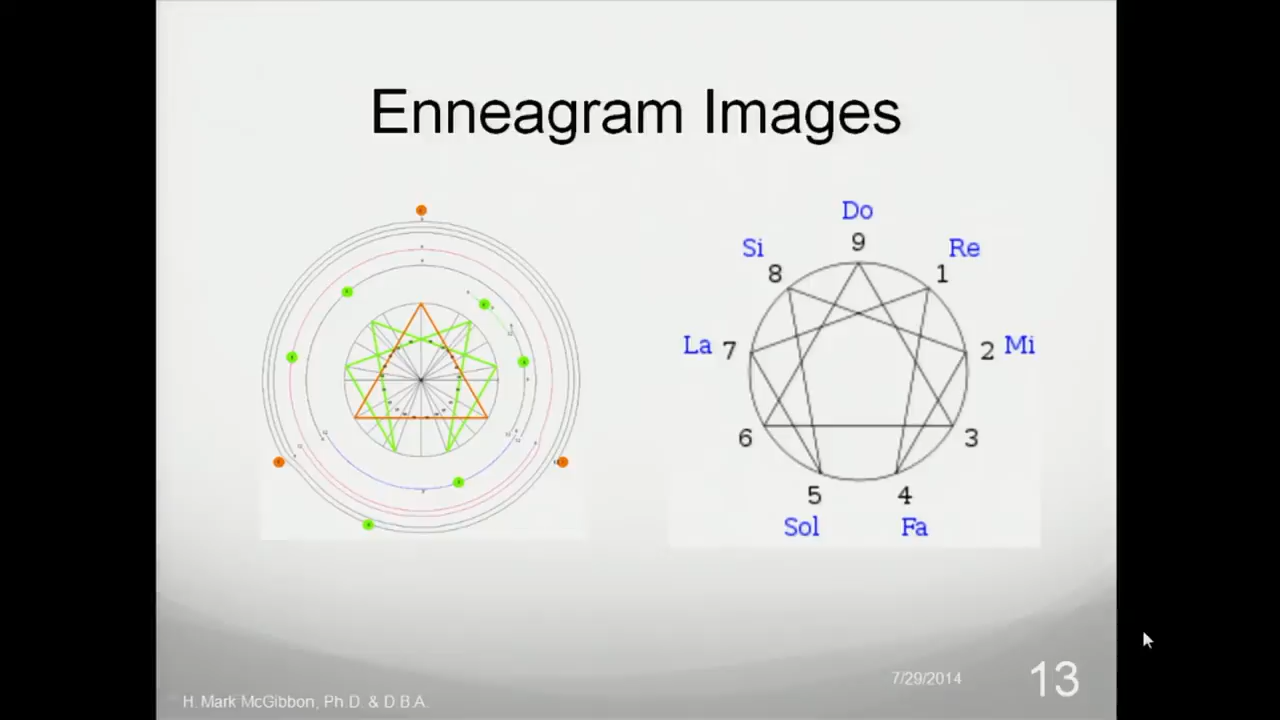 Enneagram Images
Do
9
Si
Re
8
1
La
7
2
Mi
6
3
5
4
Sol
Fa
7/29/2014
13
H. Mark McGibbon, Ph.D. & D.B.A.